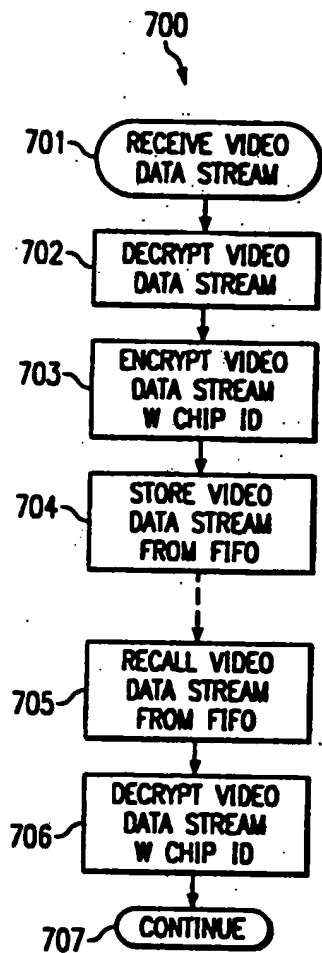 700
701
RECEIVE VIDEO
DATA STREAM
702
DECRYPT VIDEO
DATA STREAM
703
ENCRYPT VIDEO
DATA STREAM
W CHIP ID
704
STORE VIDEO
DATA STREAM
FROM FIFO
705
RECALL VIDEO
DATA STREAM
FROM FIFO
706
DECRYPT VIDEO
DATA STREAM
W CHIP ID
707
CONTINUE